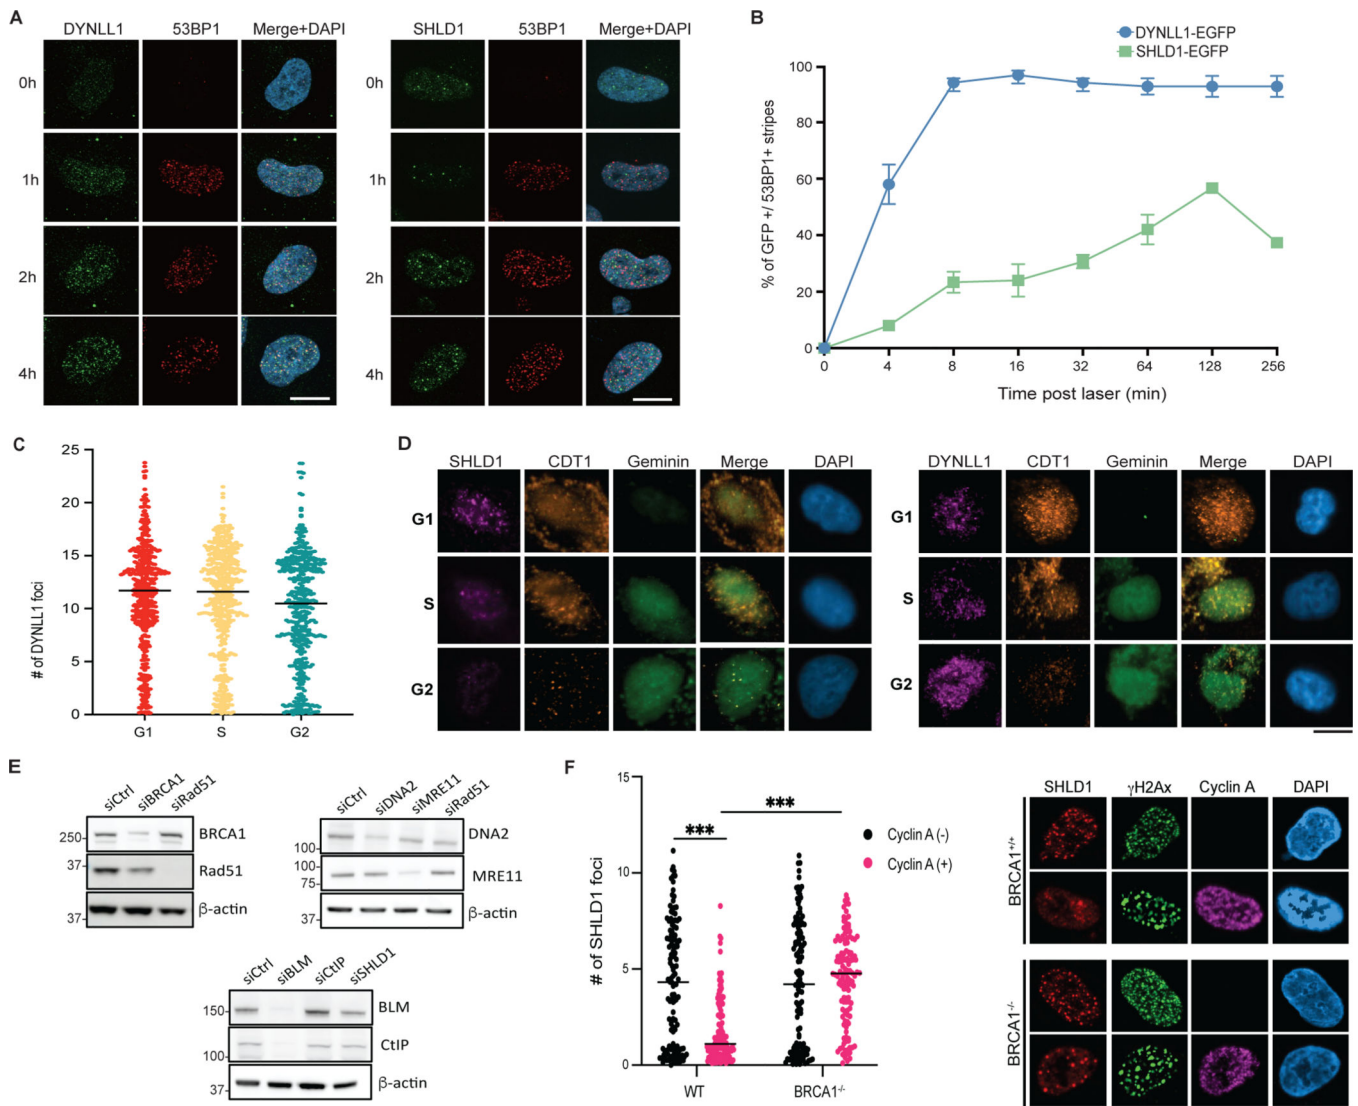 A
DYNLL1 53BP1 Merge+DAPI
0h
1h
2h
4h
SHLD1 53BP1 Merge+DAPI
0h
1h
2h
4h
B
DYNLL1-EGFP
SHLD1-EGFP
% of GFP +/ 53BP1+ stripes
100
80
60
40
20
0
0 4 8 16 32 64 128 256
Time post laser (min)
C
# of DYNLL1 foci
25
20
15
10
5
0
G1 S G2
D
SHLD1 CDT1 Geminin Merge DAPI
G1
S
G2
DYNLL1 CDT1 Geminin Merge DAPI
G1
S
G2
E
siCtrl siBRCA1 siRad51
250 BRCA1
37 Rad51
37 β-actin
siCtrl siDNA2 siMRE11 siRad51
100 DNA2
100
75 MRE11
37 β-actin
siCtrl siBLM siCtIP siSHLD1
150 BLM
100 CtIP
37 β-actin
F
# of SHLD1 foci
15
10
5
0
***
***
Cyclin A (-)
Cyclin A (+)
WT BRCA1-/-
SHLD1 γH2Ax Cyclin A DAPI
BRCA1+/+
BRCA1-/-